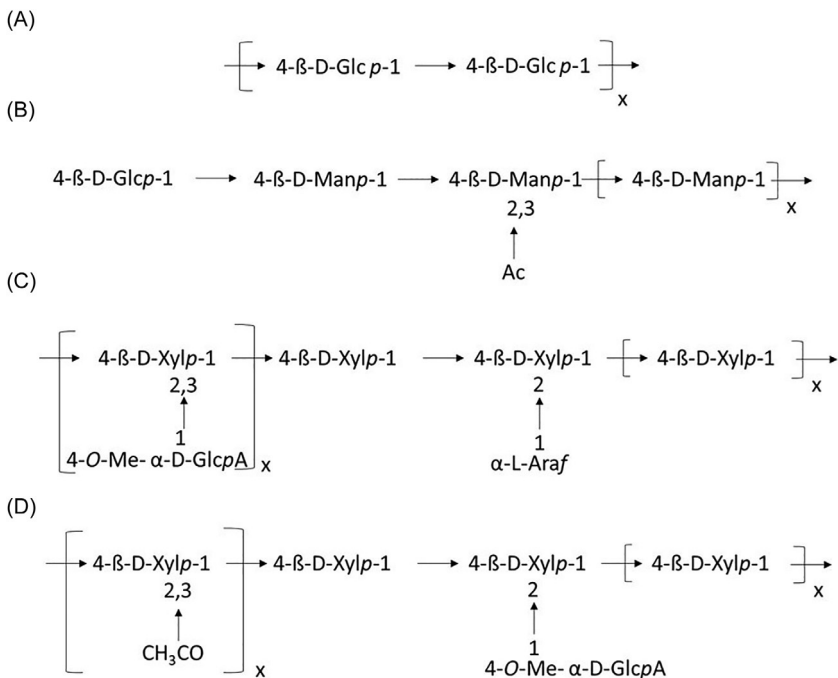 (A)
4-ß-D-Glc p-1 4-ß-D-Glc p-1
x
(B)
4-ß-D-Glcp-1 4-ß-D-Manp-1 4-ß-D-Manp-1 4-ß-D-Manp-1
x
2,3
Ac
(C)
4-ß-D-Xylp-1 4-ß-D-Xylp-1 4-ß-D-Xylp-1 4-ß-D-Xylp-1
2,3 2 x
1 1
4-O-Me- α-D-GlcpA x α-L-Araf
(D)
4-ß-D-Xylp-1 4-ß-D-Xylp-1 4-ß-D-Xylp-1 4-ß-D-Xylp-1
2,3 2 x
CH₃CO 1
x 4-O-Me- α-D-GlcpA